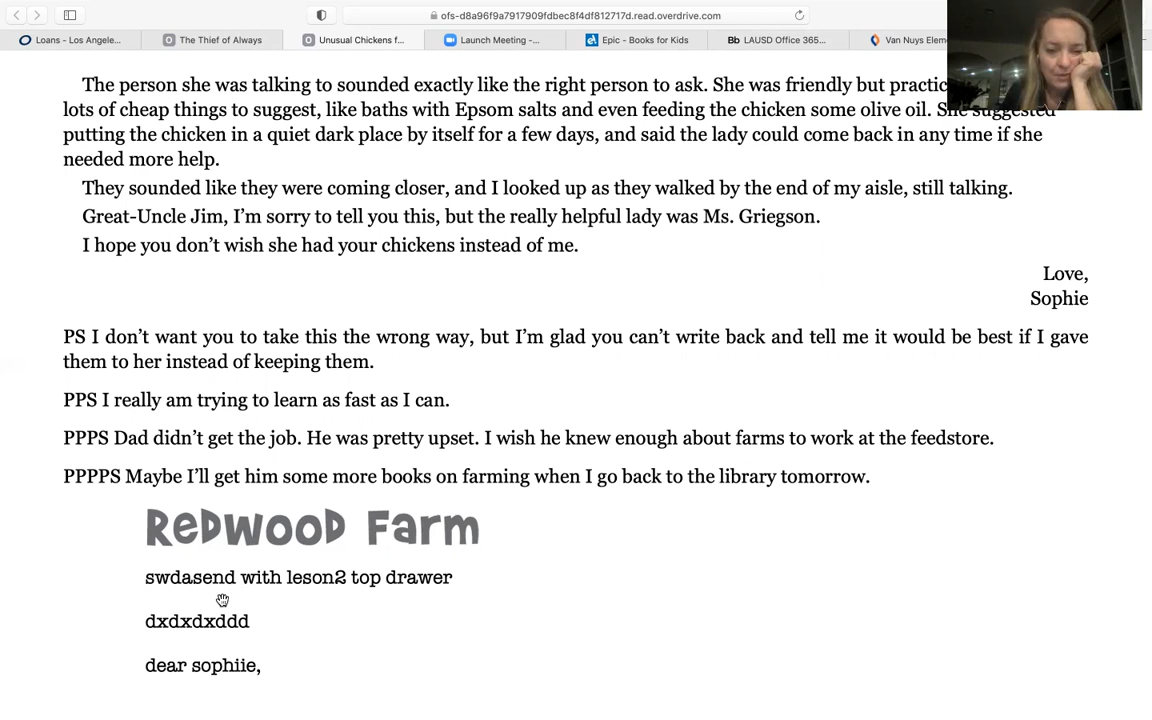 ofs-d8a96f9a7917909fdbec8f4df812717d.read.overdrive.com
Loans - Los Angele...
The Thief of Always
Unusual Chickens f...
Launch Meeting -...
Epic - Books for Kids
Bb LAUSD Office 365...
Van Nuys Elem
The person she was talking to sounded exactly like the right person to ask. She was friendly but
lots of cheap things to suggest, like baths with Epsom salts and even feeding the chicken some olive oil. She suggested
putting the chicken in a quiet dark place by itself for a few days, and said the lady could come back in any time if she
needed more help.
They sounded like they were coming closer, and I looked up as they walked by the end of my aisle, still talking.
Great-Uncle Jim, I’m sorry to tell you this, but the really helpful lady was Ms. Griegson.
I hope you don’t wish she had your chickens instead of me.
Love,
Sophie
PS I don’t want you to take this the wrong way, but I’m glad you can’t write back and tell me it would be best if I gave
them to her instead of keeping them.
PPS I really am trying to learn as fast as I can.
PPPS Dad didn’t get the job. He was pretty upset. I wish he knew enough about farms to work at the feedstore.
PPPPS Maybe I’ll get him some more books on farming when I go back to the library tomorrow.
ReDWOOD Farm
swdasend with leson2 top drawer
dxdxdxddd
dear sophiie,